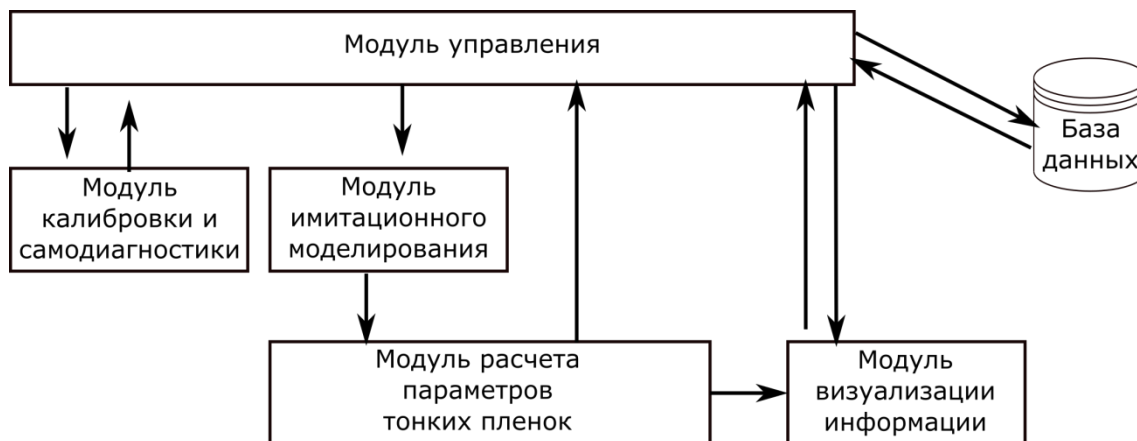 Модуль управления
База
данных
Модуль
калибровки и
самодиагностики
Модуль
имитационного
моделирования
Модуль расчета
параметров
тонких пленок
Модуль
визуализации
информации